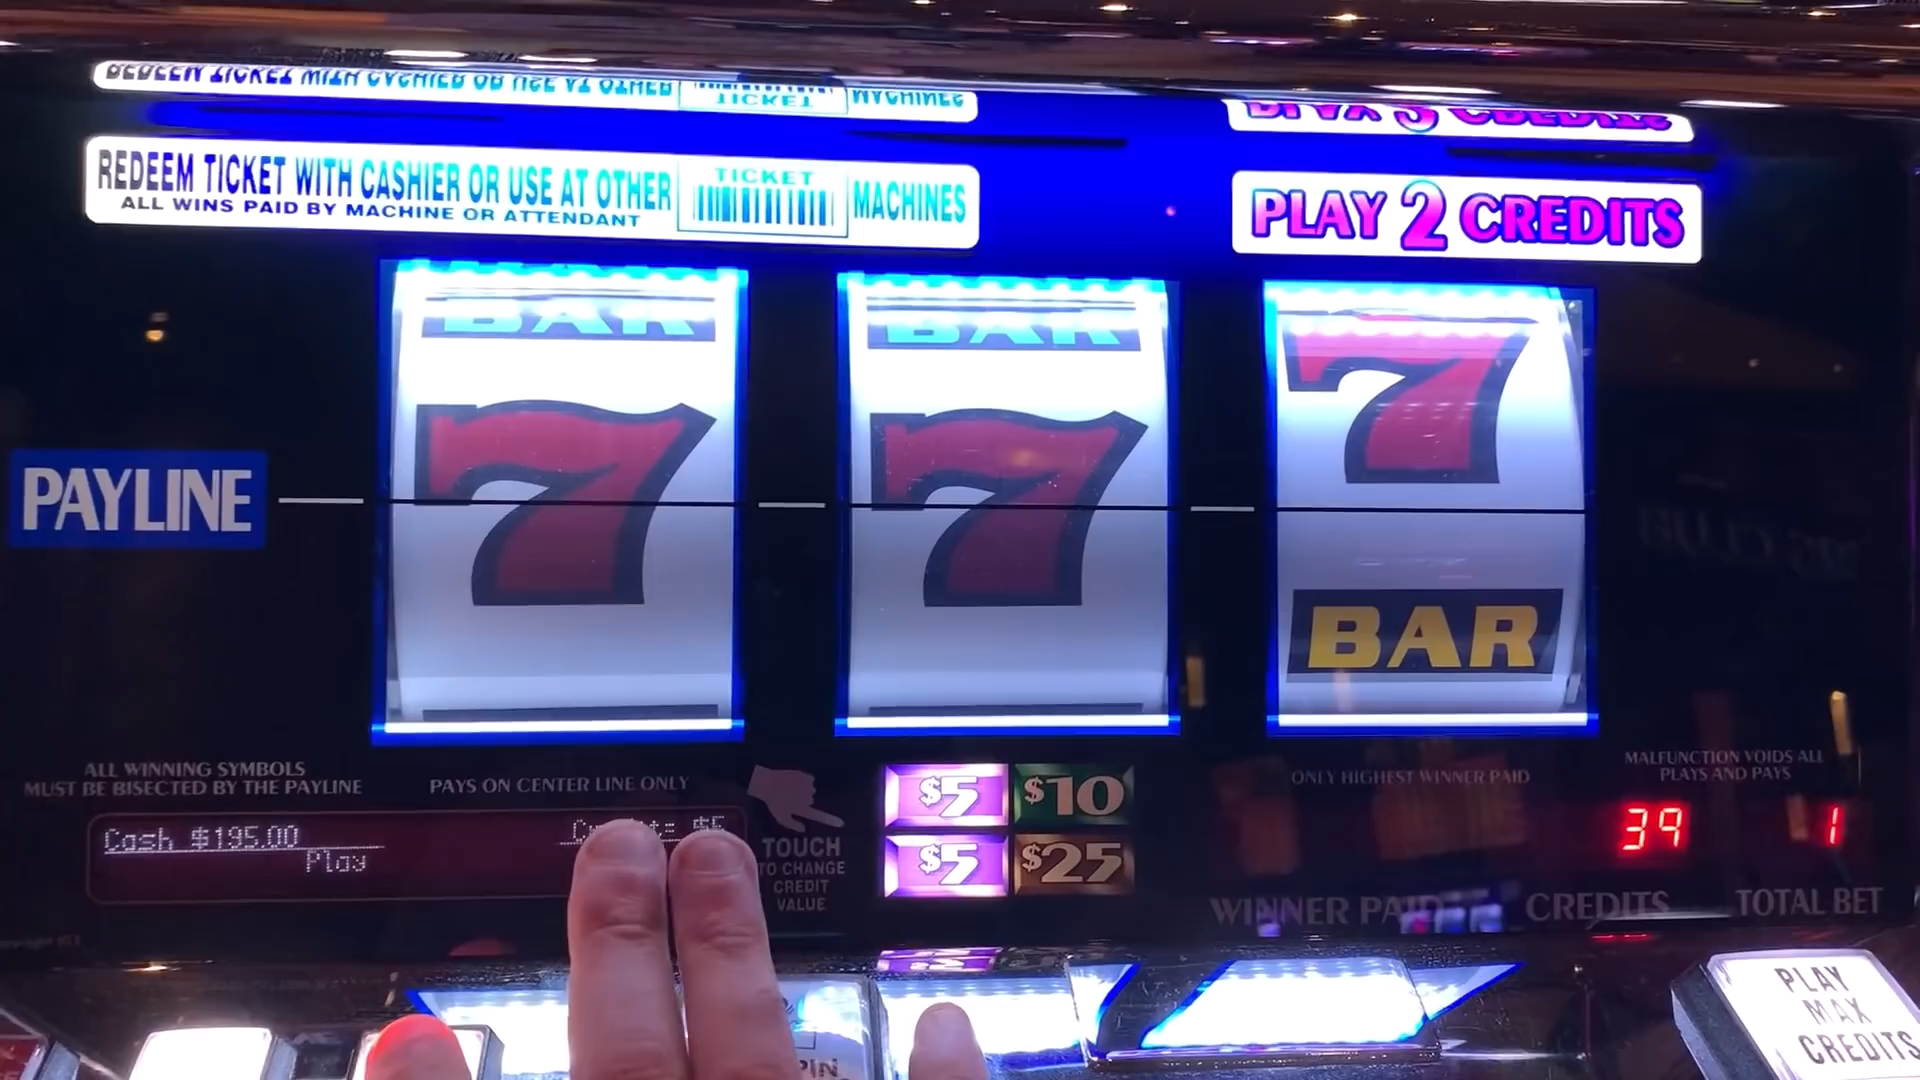 REDEEM TICKET WITH CASHIER OR USE AT OTHER TICKET MACHINES
ALL WINS PAID BY MACHINE OR ATTENDANT
PLAY 2 CREDITS
BAR BAR 7
7 7
PAYLINE
BAR
ALL WINNING SYMBOLS
MUST BE BISECTED BY THE PAYLINE
PAYS ON CENTER LINE ONLY
ONLY HIGHEST WINNER PAID
MALFUNCTION VOIDS ALL
PLAYS AND PAYS
Cash $195.00
Play
TOUCH
TO CHANGE
CREDIT
VALUE
$5 $10
$5 $25
39 1
WINNER PAID CREDITS TOTAL BET
PLAY
MAX
CREDITS